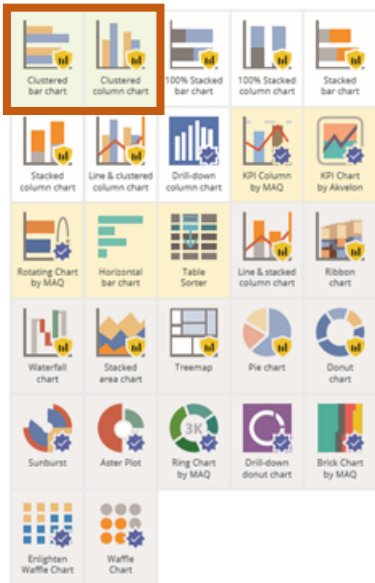 Clustered
bar chart
Clustered
column chart
100% Stacked
bar chart
100% Stacked
column chart
Stacked
bar chart
Stacked
column chart
Line & clustered
column chart
Drill-down
column chart
KPI Column
by MAQ
KPI Chart
by Akvelon
Rotating Chart
by MAQ
Horizontal
bar chart
Table
Sorter
Line & stacked
column chart
Ribbon
chart
Waterfall
chart
Stacked
area chart
Treemap
Pie chart
Donut
chart
Sunburst
Aster Plot
3K
Ring Chart
by MAQ
Drill-down
donut chart
Brick Chart
by MAQ
Enlighten
Waffle Chart
Waffle
Chart